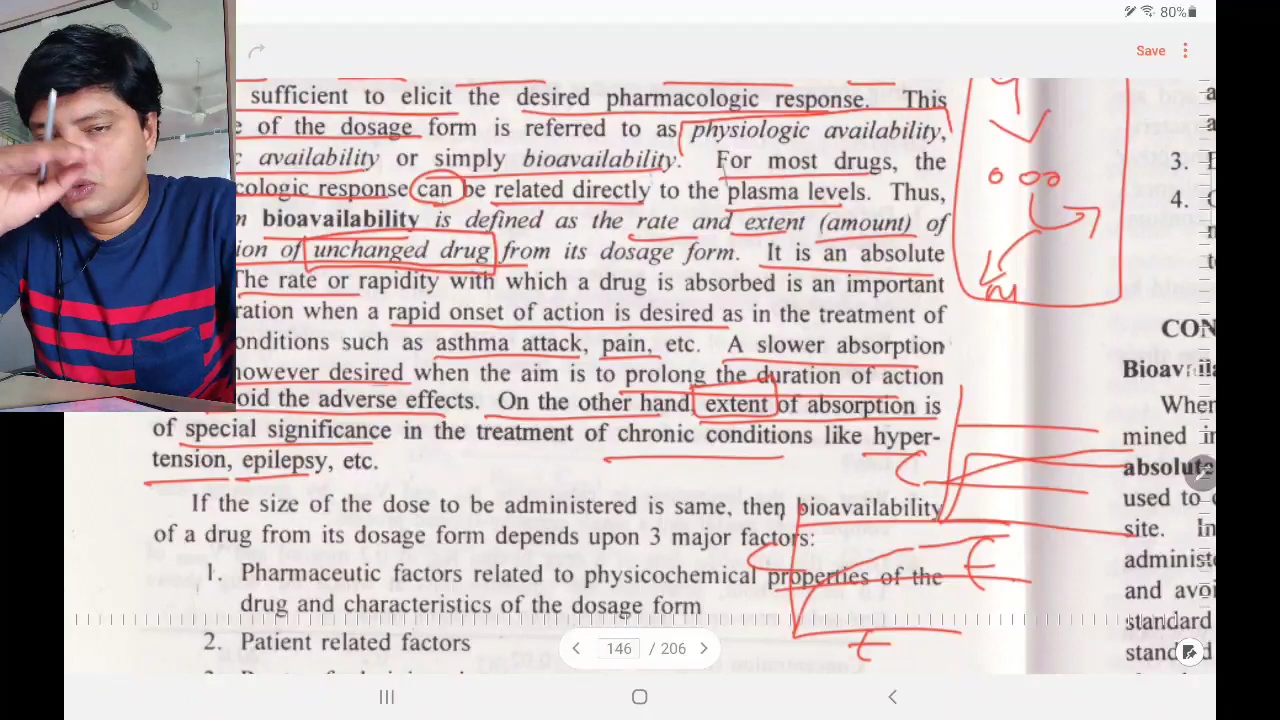 80%
Save
sufficient to elicit the desired pharmacologic response. This
of the dosage form is referred to as physiologic availability,
availability or simply bioavailability. For most drugs, the
cologic response can be related directly to the plasma levels. Thus,
bioavailability is defined as the rate and extent (amount) of
ion of unchanged drug from its dosage form. It is an absolute
The rate or rapidity with which a drug is absorbed is an important
ration when a rapid onset of action is desired as in the treatment of
onditions such as asthma attack, pain, etc. A slower absorption
however desired when the aim is to prolong the duration of action
oid the adverse effects. On the other hand extent of absorption is
of special significance in the treatment of chronic conditions like hyper-
tension, epilepsy, etc.
If the size of the dose to be administered is same, then bioavailability
of a drug from its dosage form depends upon 3 major factors:
1. Pharmaceutic factors related to physicochemical properties of the
drug and characteristics of the dosage form
2. Patient related factors
3.
4.
CON
When
mined in
absolute
used to
site. In
administe
and avoi
standard
stand
146 / 206
t